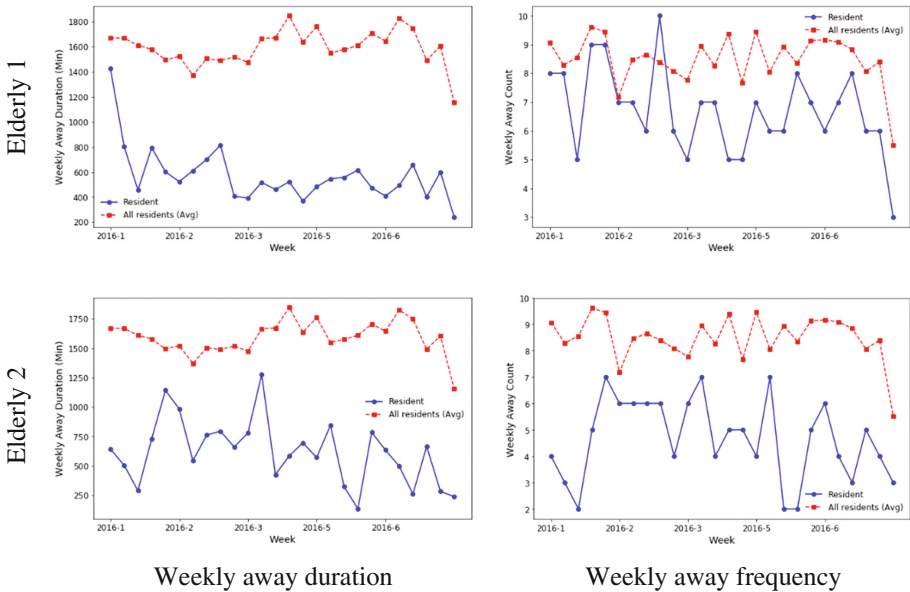 Elderly 1
Weekly Away Duration (Min)
1800
1600
1400
1200
1000
800
600
400
200
Resident
All residents (Avg)
2016-1
2016-2
2016-3
2016-5
2016-6
Week
Weekly Away Count
10
9
8
7
6
5
4
3
Resident
All residents (Avg)
2016-1
2016-2
2016-3
2016-5
2016-6
Week
Elderly 2
Weekly Away Duration (Min)
1750
1500
1250
1000
750
500
250
Resident
All residents (Avg)
2016-1
2016-2
2016-3
2016-5
2016-6
Week
Weekly Away Count
10
9
8
7
6
5
4
3
2
Resident
All residents (Avg)
2016-1
2016-2
2016-3
2016-5
2016-6
Week
Weekly away duration
Weekly away frequency